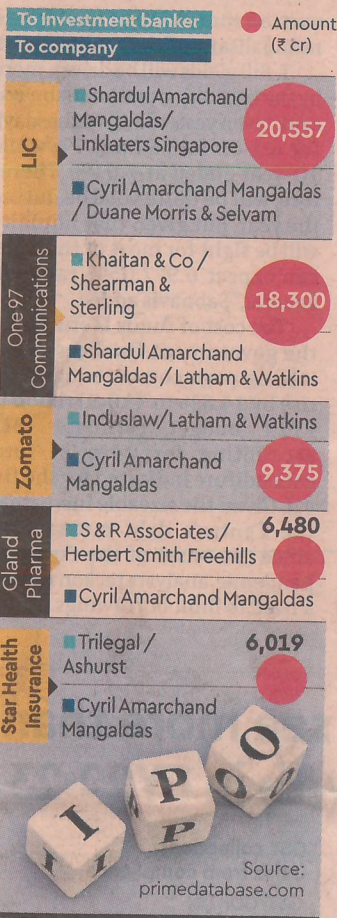 To Investment banker
To company
Amount
(₹ cr)
LIC
Shardul Amarchand
Mangaldas/
Linklaters Singapore
20,557
Cyril Amarchand Mangaldas
/ Duane Morris & Selvam
One 97
Communications
Khaitan & Co /
Shearman &
Sterling
18,300
Shardul Amarchand
Mangaldas / Latham & Watkins
Zomato
Induslaw/Latham & Watkins
Cyril Amarchand
Mangaldas
9,375
Gland
Pharma
S & R Associates /
Herbert Smith Freehills
6,480
Cyril Amarchand Mangaldas
Star Health
Insurance
Trilegal /
Ashurst
6,019
Cyril Amarchand
Mangaldas
I P O
I I P O O
Source:
primedatabase.com